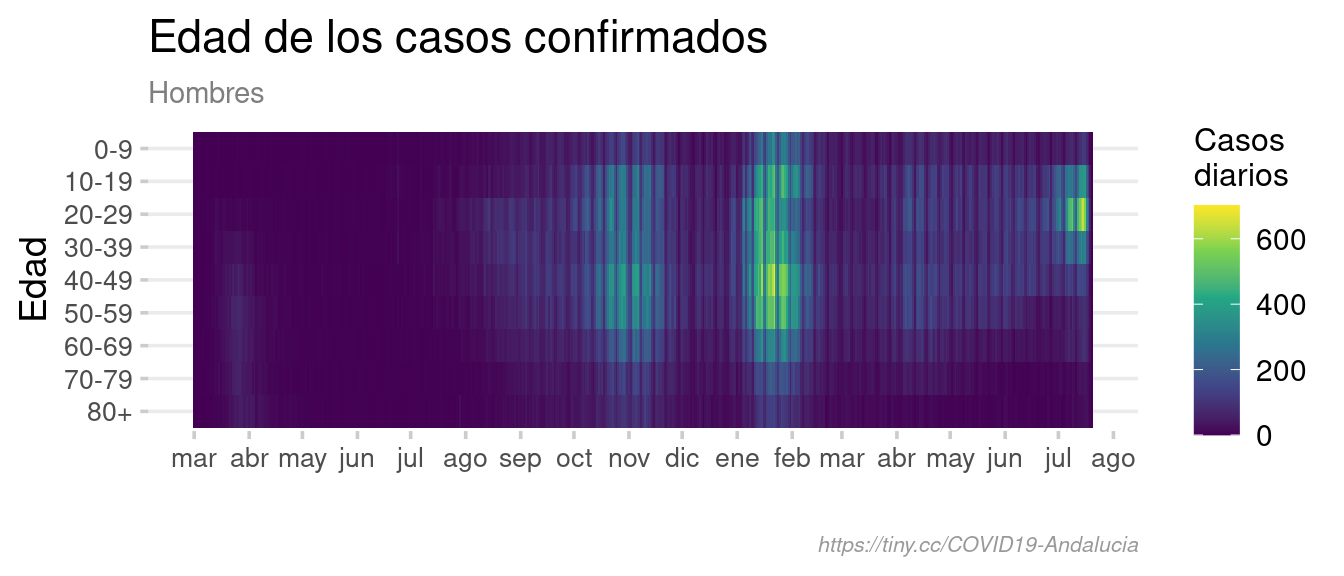 Edad de los casos confirmados
Hombres
Edad
0-9
10-19
20-29
30-39
40-49
50-59
60-69
70-79
80+
mar abr may jun jul ago sep oct nov dic ene feb mar abr may jun jul ago
Casos
diarios
600
400
200
0
https://tiny.cc/COVID19-Andalucia